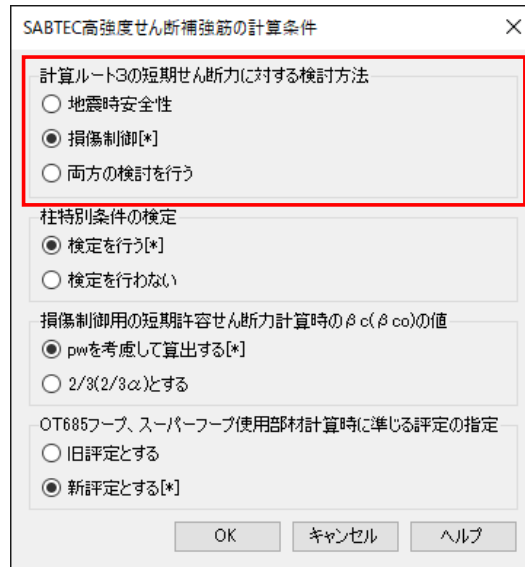 SABTEC高強度せん断補強筋の計算条件
計算ルート3の短期せん断力に対する検討方法
地震時安全性
損傷制御[*]
両方の検討を行う
柱特別条件の検定
検定を行う[*]
検定を行わない
損傷制御用の短期許容せん断力計算時のβc(βco)の値
pwを考慮して算出する[*]
2/3(2/3α)とする
OT685フープ、スーパーフープ使用部材計算時に準じる評定の指定
旧評定とする
新評定とする[*]
OK キャンセル ヘルプ